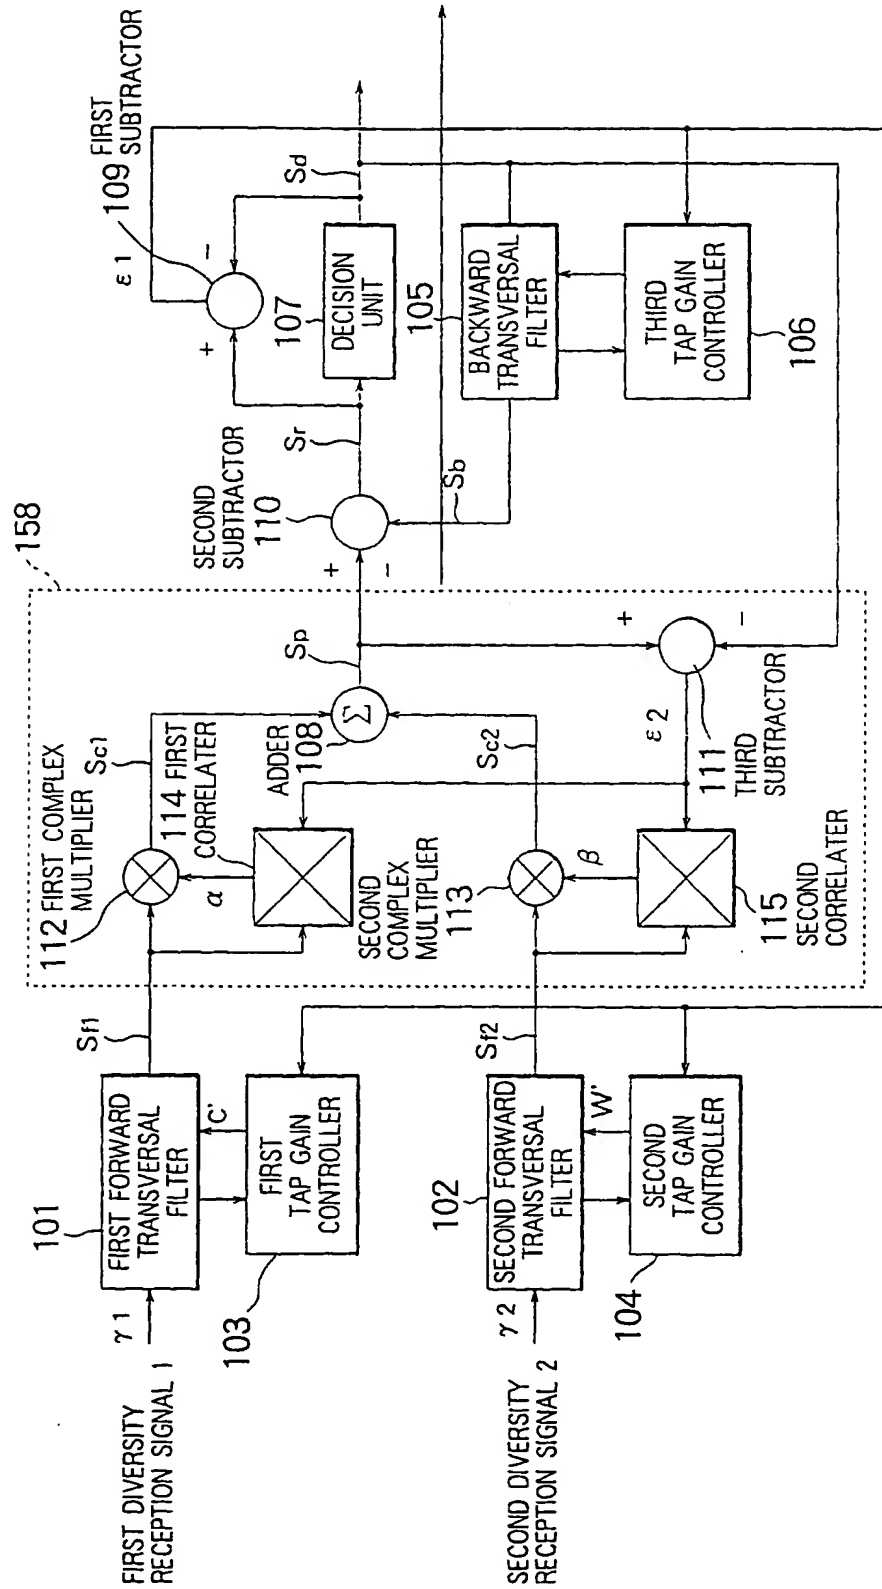 FIRST DIVERSITY
RECEPTION SIGNAL 1
γ1
101
FIRST FORWARD
TRANSVERSAL
FILTER
C'
FIRST
TAP GAIN
CONTROLLER
103
Sf1
SECOND DIVERSITY
RECEPTION SIGNAL 2
γ2
102
SECOND FORWARD
TRANSVERSAL
FILTER
W'
SECOND
TAP GAIN
CONTROLLER
104
Sf2
158
112 FIRST COMPLEX
MULTIPLIER
Sc1
α
114 FIRST
CORRELATER
ADDER
108
Σ
Sp
SECOND
COMPLEX
MULTIPLIER
113
Sc2
β
115
SECOND CORRELATER
ε2
+
−
111
THIRD
SUBTRACTOR
SECOND
SUBTRACTOR
110
+
−
Sr
Sb
107
DECISION
UNIT
Sd
ε1
+
−
109
FIRST
SUBTRACTOR
105
BACKWARD
TRANSVERSAL
FILTER
THIRD
TAP GAIN
CONTROLLER
106